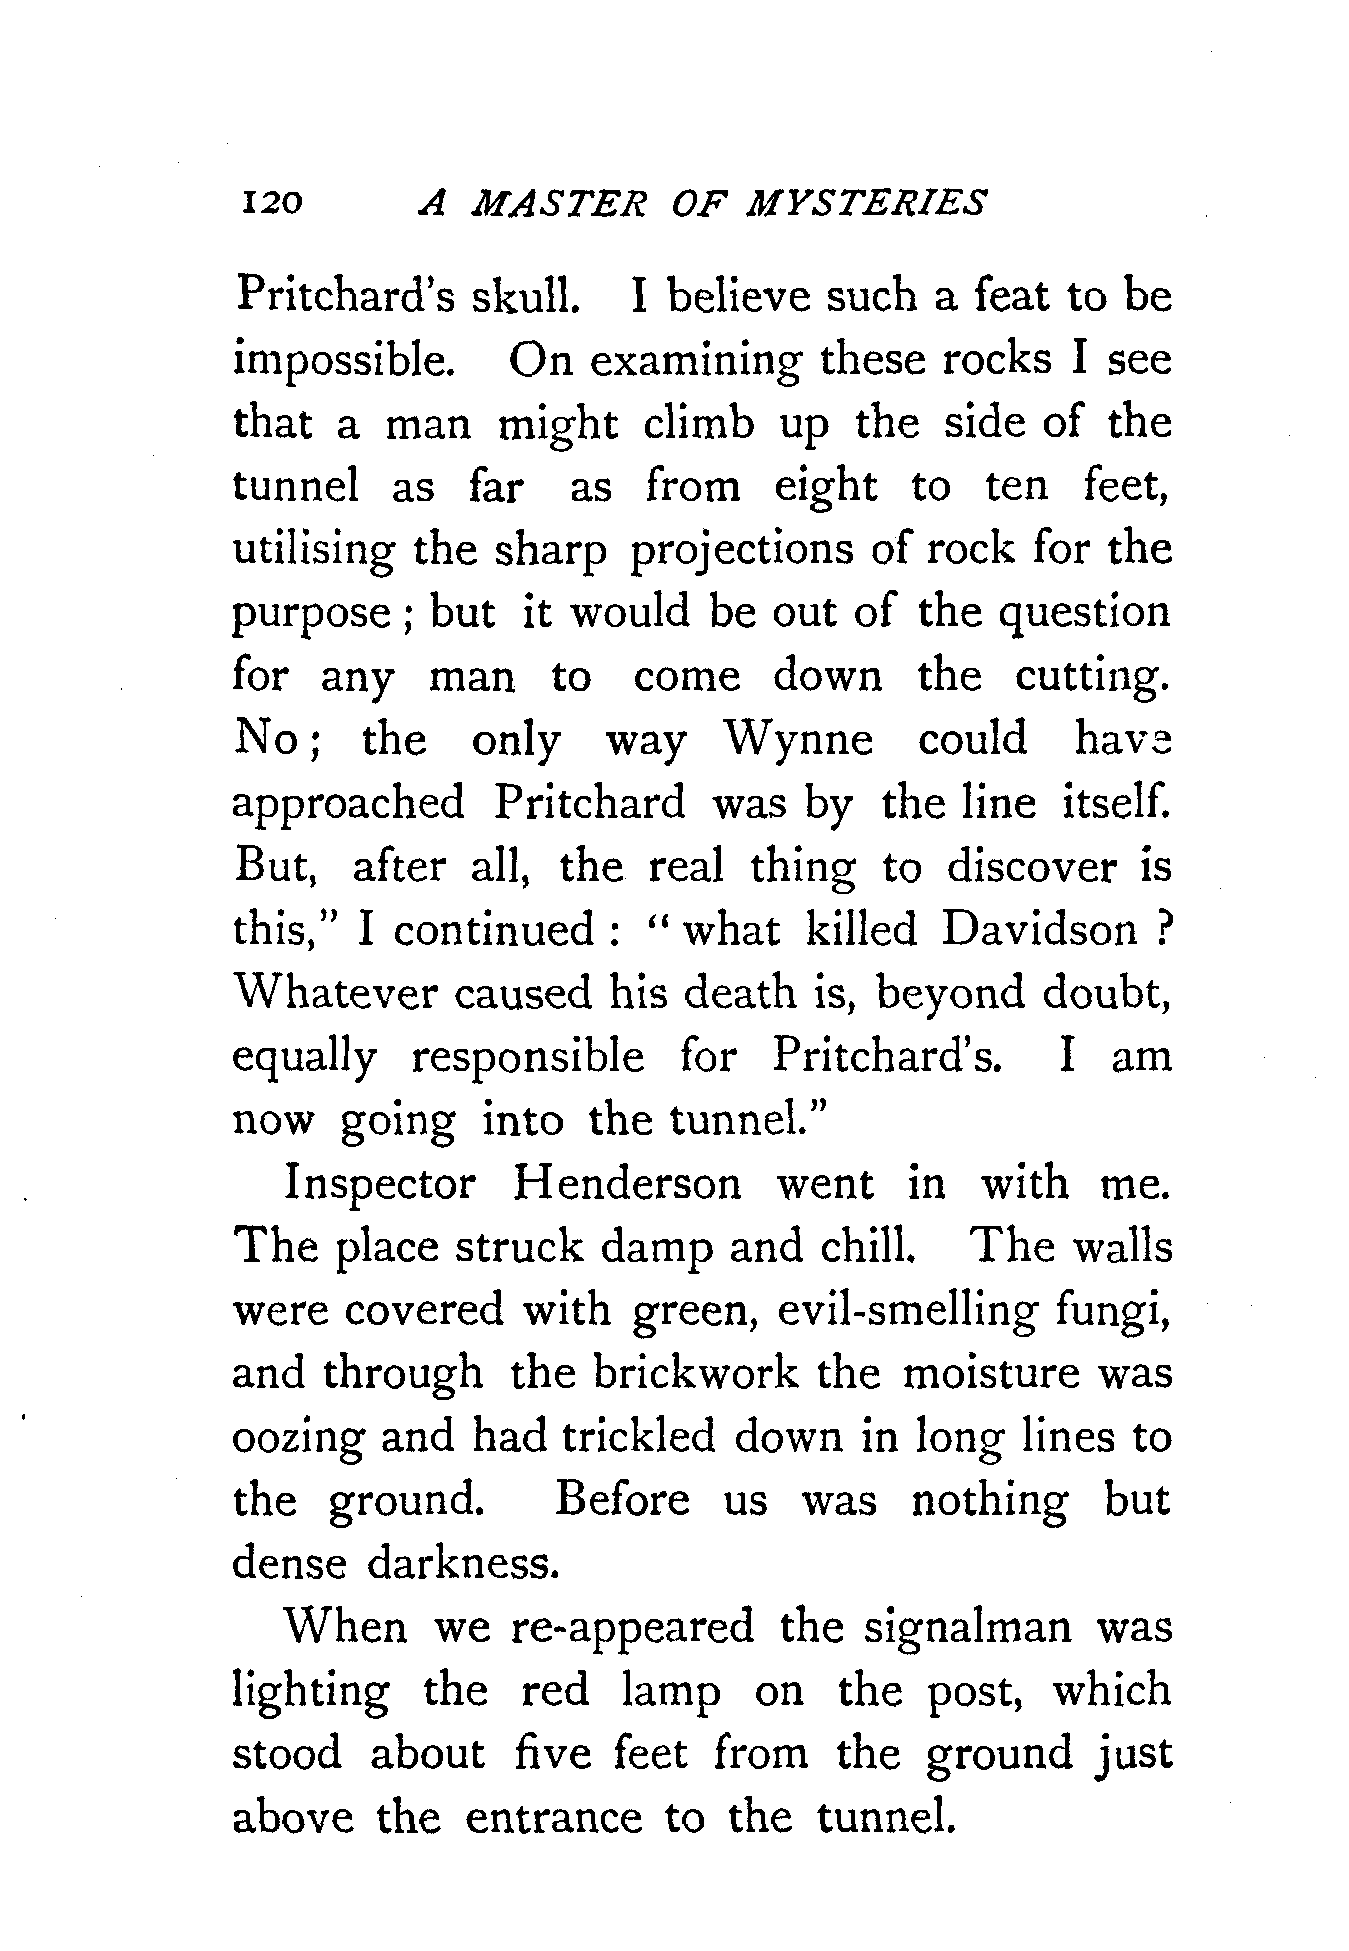 120 A MASTER OF MYSTERIES
Pritchard's skull. I believe such a feat to be
impossible. On examining these rocks I see
that a man might climb up the side of the
tunnel as far as from eight to ten feet,
utilising the sharp projections of rock for the
purpose ; but it would be out of the question
for any man to come down the cutting.
No ; the only way Wynne could have
approached Pritchard was by the line itself.
But, after all, the real thing to discover is
this," I continued : " what killed Davidson ?
Whatever caused his death is, beyond doubt,
equally responsible for Pritchard's. I am
now going into the tunnel."
Inspector Henderson went in with me.
The place struck damp and chill. The walls
were covered with green, evil-smelling fungi,
and through the brickwork the moisture was
oozing and had trickled down in long lines to
the ground. Before us was nothing but
dense darkness.
When we re-appeared the signalman was
lighting the red lamp on the post, which
stood about five feet from the ground just
above the entrance to the tunnel.